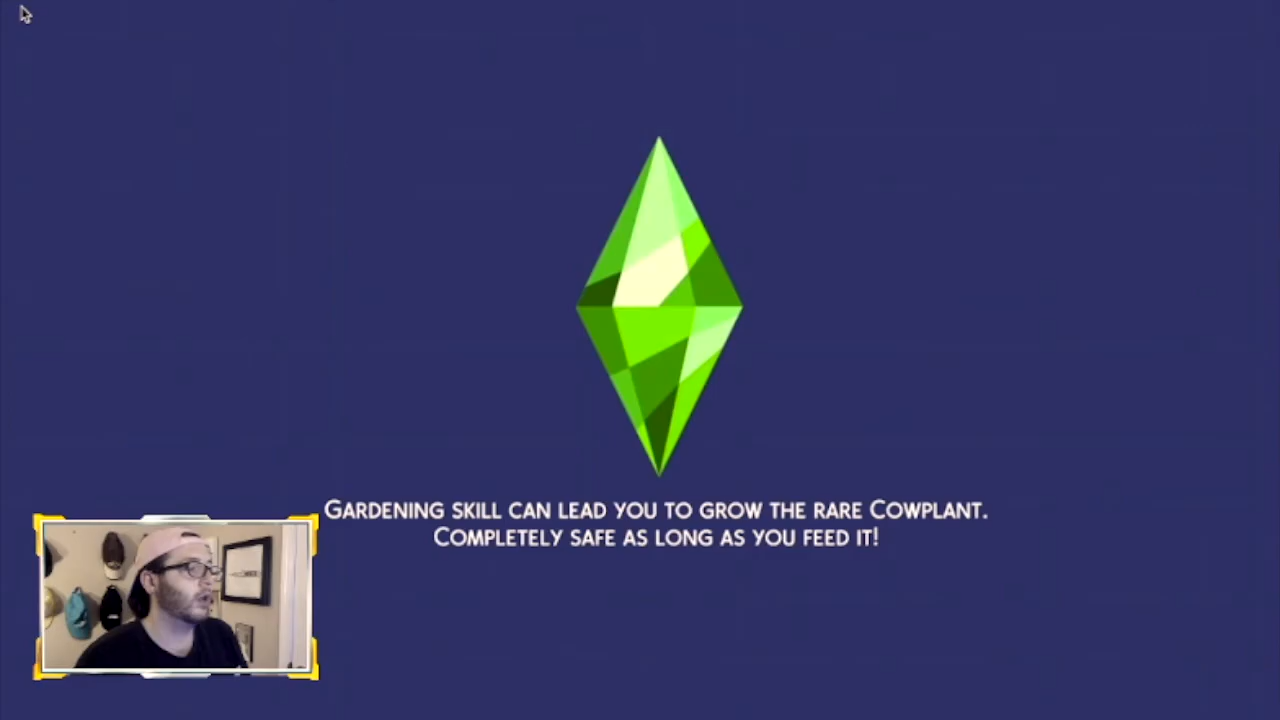 Gardening skill can lead you to grow the rare Cowplant.
Completely safe as long as you feed it!